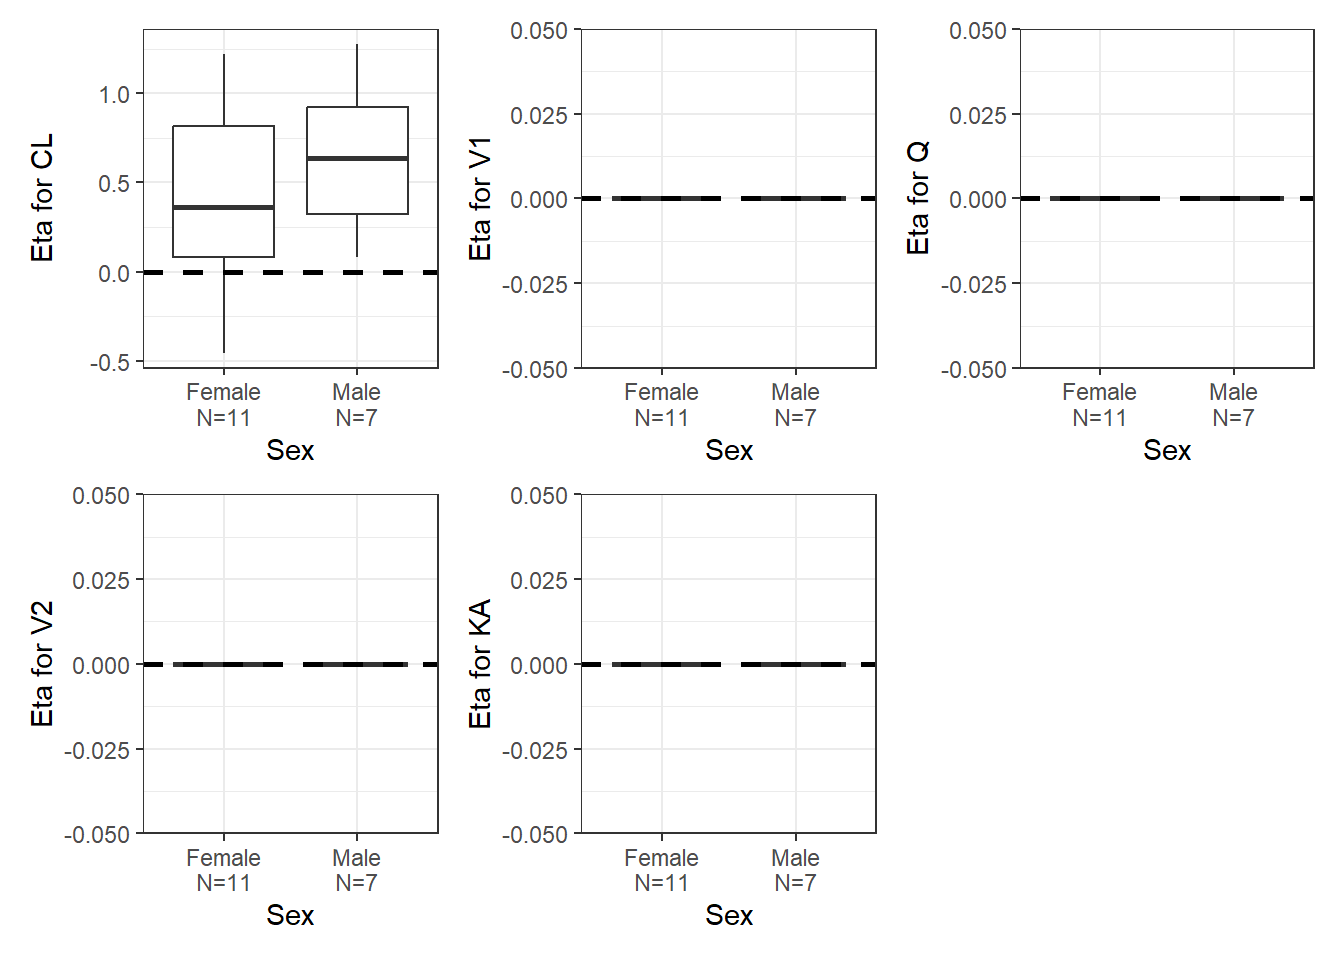 Eta for CL
1.0
0.5
0.0
-0.5
Female
N=11
Male
N=7
Sex
Eta for V1
0.050
0.025
0.000
-0.025
-0.050
Female
N=11
Male
N=7
Sex
Eta for Q
0.050
0.025
0.000
-0.025
-0.050
Female
N=11
Male
N=7
Sex
Eta for V2
0.050
0.025
0.000
-0.025
-0.050
Female
N=11
Male
N=7
Sex
Eta for KA
0.050
0.025
0.000
-0.025
-0.050
Female
N=11
Male
N=7
Sex